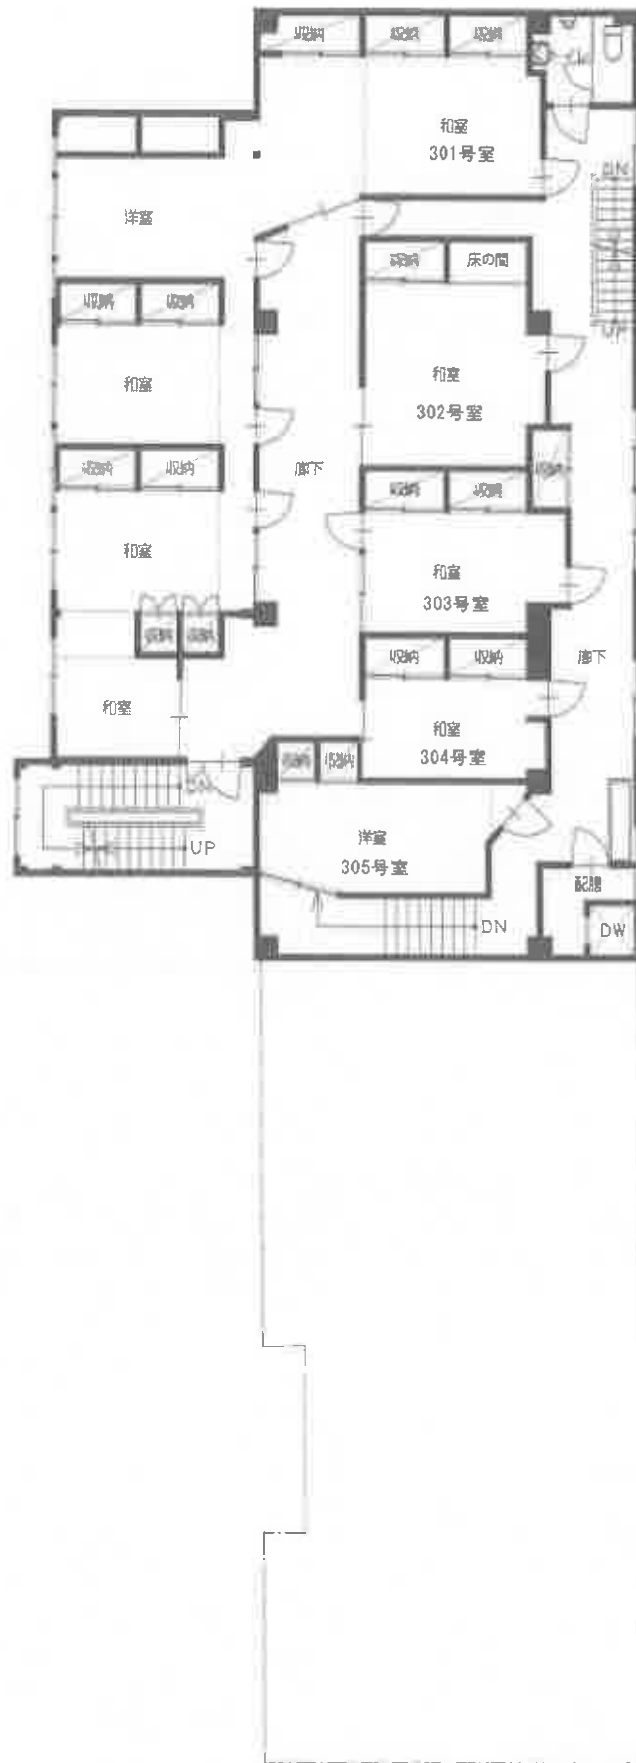 収納 収納 収納
和室
301号室
DN
洋室
収納 床の間
収納 収納
UP
和室
和室
302号室
廊下
収納 収納
収納
収納 収納
和室
和室
303号室
収納 収納
収納 収納
廊下
和室
和室
304号室
収納 収納
UP
洋室
305号室
配膳
DN
DW